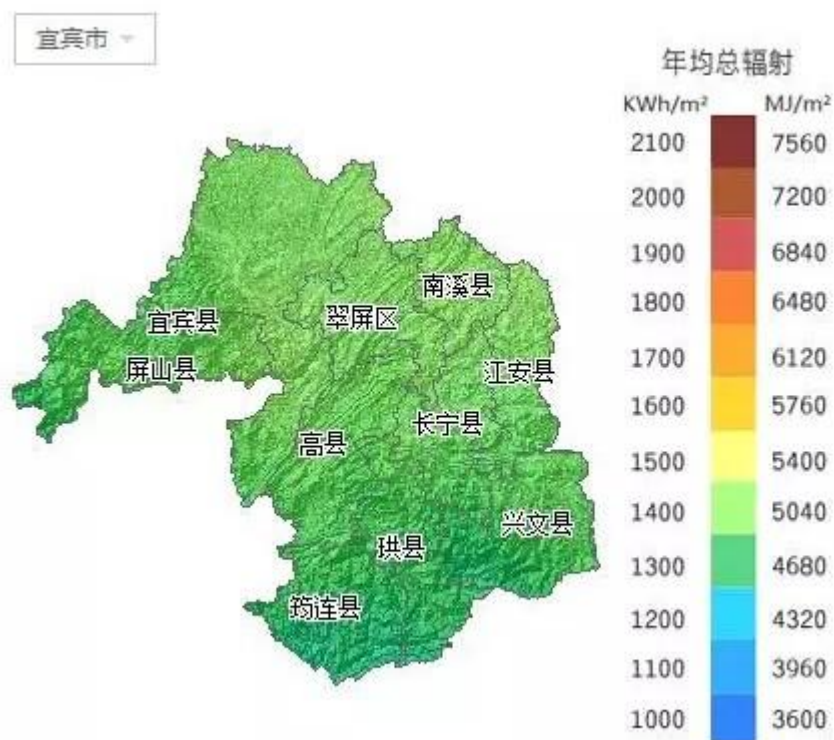 宜宾市
年均总辐射
KWh/m² MJ/m²
2100 7560
2000 7200
1900 6840
1800 6480
1700 6120
1600 5760
1500 5400
1400 5040
1300 4680
1200 4320
1100 3960
1000 3600
南溪县
宜宾县
翠屏区
屏山县
江安县
长宁县
高县
兴文县
珙县
筠连县